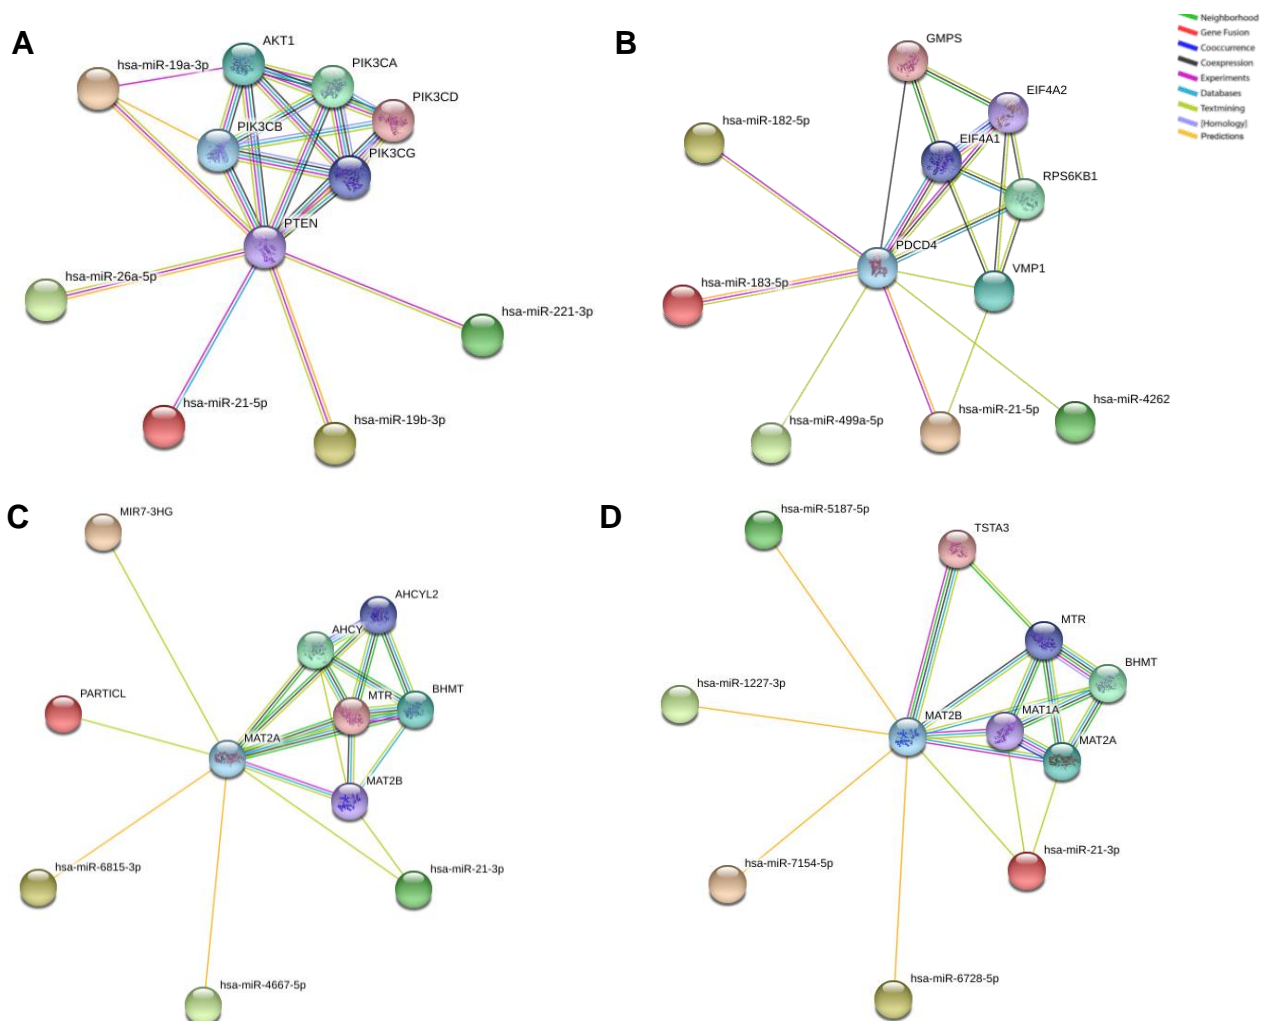 A
AKT1
hsa-miR-19a-3p
PIK3CA
PIK3CD
PIK3CB
PIK3CG
PTEN
hsa-miR-26a-5p
hsa-miR-221-3p
hsa-miR-21-5p
hsa-miR-19b-3p
B
GMPS
EIF4A2
hsa-miR-182-5p
EIF4A1
RPS6KB1
PDCD4
VMP1
hsa-miR-183-5p
hsa-miR-499a-5p
hsa-miR-21-5p
hsa-miR-4262
Neighborhood
Gene Fusion
Cooccurrence
Coexpression
Experiments
Databases
Textmining
[Homology]
Predictions
C
MIR7-3HG
AHCYL2
AHCY
PARTICL
MTR
BHMT
MAT2A
MAT2B
hsa-miR-6815-3p
hsa-miR-21-3p
hsa-miR-4667-5p
D
hsa-miR-5187-5p
TSTA3
MTR
BHMT
hsa-miR-1227-3p
MAT2B
MAT1A
MAT2A
hsa-miR-7154-5p
hsa-miR-21-3p
hsa-miR-6728-5p